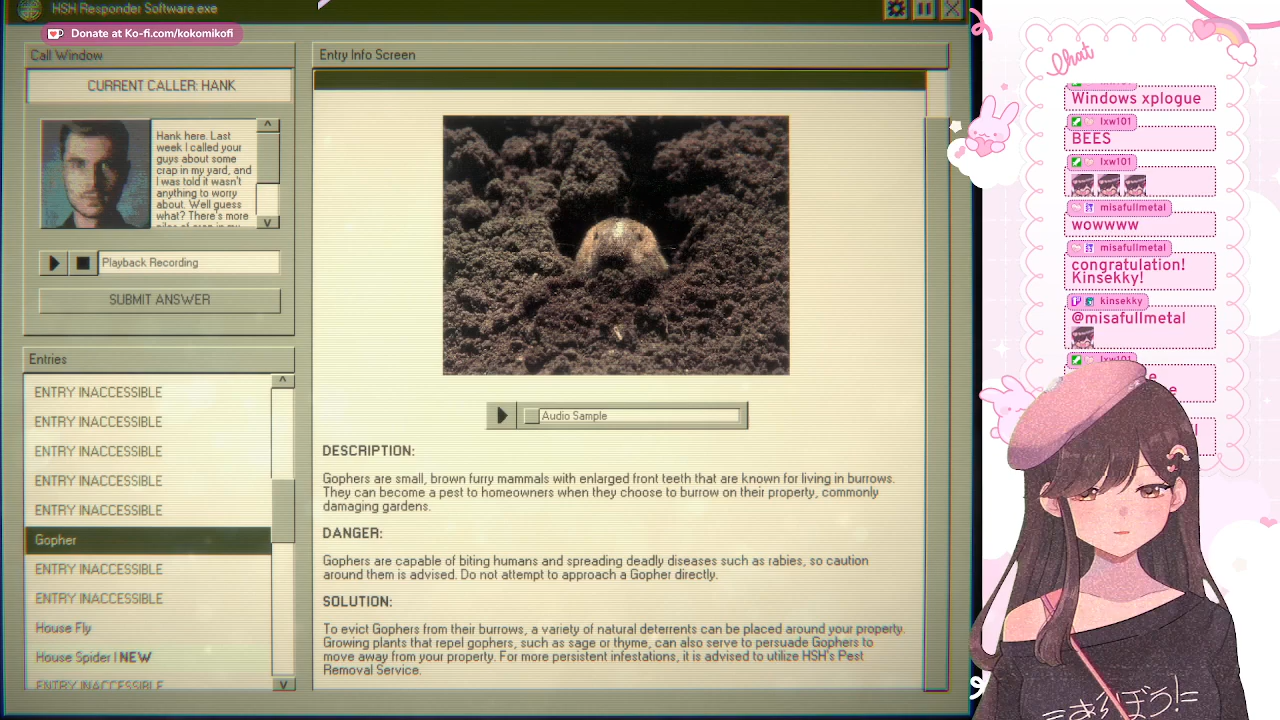 HSH Responder Software.exe
Donate at Ko-fi.com/kokomikofi
Call Window
CURRENT CALLER: HANK
Hank here. Last
week I called your
guys about some
crap in my yard, and
I was told it wasn't
anything to worry
about. Well guess
what? There's more
Playback Recording
SUBMIT ANSWER
Entries
ENTRY INACCESSIBLE
ENTRY INACCESSIBLE
ENTRY INACCESSIBLE
ENTRY INACCESSIBLE
ENTRY INACCESSIBLE
Gopher
ENTRY INACCESSIBLE
ENTRY INACCESSIBLE
House Fly
House Spider | NEW
ENTRY INACCESSIBLE
Entry Info Screen
Audio Sample
DESCRIPTION:
Gophers are small, brown furry mammals with enlarged front teeth that are known for living in burrows.
They can become a pest to homeowners when they choose to burrow on their property, commonly
damaging gardens.
DANGER:
Gophers are capable of biting humans and spreading deadly diseases such as rabies, so caution
around them is advised. Do not attempt to approach a Gopher directly.
SOLUTION:
To evict Gophers from their burrows, a variety of natural deterrents can be placed around your property.
Growing plants that repel gophers, such as sage or thyme, can also serve to persuade Gophers to
move away from your property. For more persistent infestations, it is advised to utilize HSH's Pest
Removal Service.
Chat
Windows xplogue
lxw101
BEES
lxw101
misafullmetal
wowwww
misafullmetal
congratulation!
Kinsekky!
kinsekky
@misafullmetal
lxw101